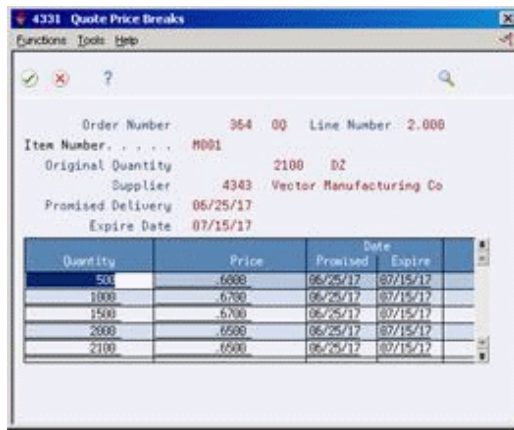 4331 Quote Price Breaks
Functions Tools Help
Order Number 364 OQ Line Number 2.000
Item Number. . . . . M001
Original Quantity 2100 DZ
Supplier 4343 Vector Manufacturing Co
Promised Delivery 06/25/17
Expire Date 07/15/17
Date
Quantity Price Promised Expire
500 .6800 06/25/17 07/15/17
1000 .6700 06/25/17 07/15/17
1500 .6700 06/25/17 07/15/17
2000 .6500 06/25/17 07/15/17
2100 .6500 06/25/17 07/15/17